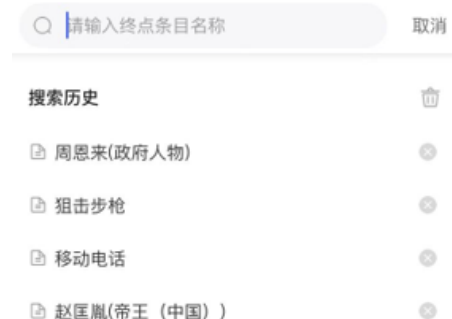 请输入终点条目名称
取消
搜索历史
周恩来(政府人物)
狙击步枪
移动电话
赵匡胤(帝王（中国）)